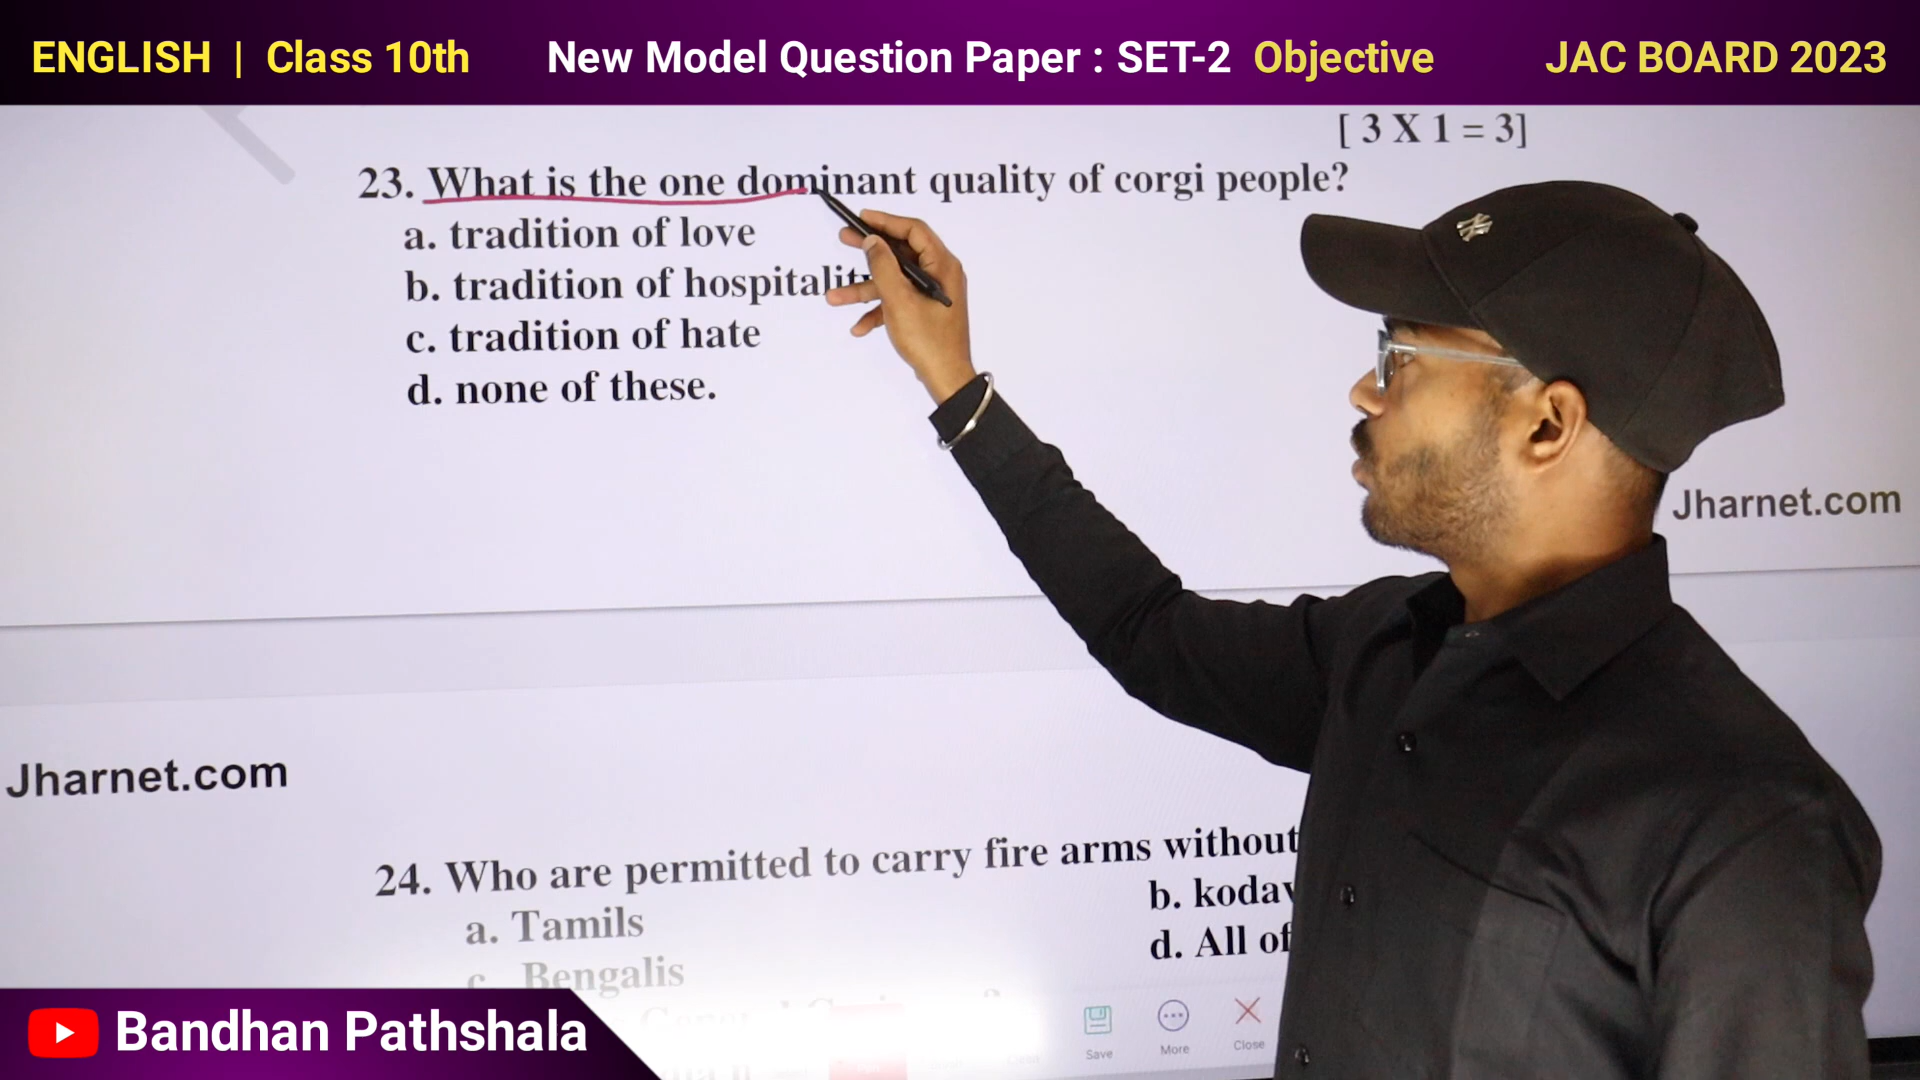 ENGLISH | Class 10th New Model Question Paper : SET-2 Objective JAC BOARD 2023
[ 3 X 1 = 3]
23. What is the one dominant quality of corgi people?
a. tradition of love
b. tradition of
c. tradition of hate
d. none of these.
Jharnet.com
Jharnet.com
24. Who are permitted to carry fire arms without
a. Tamils b.
d. All of
c. Bengalis
Save More Close
Bandhan Pathshala